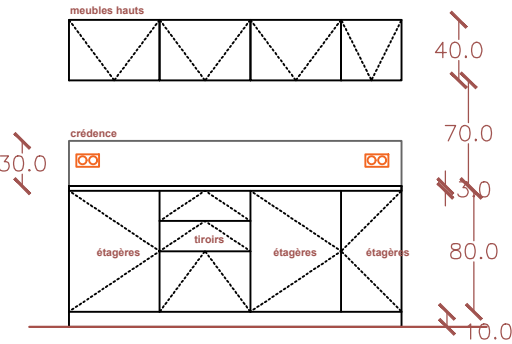 meubles hauts
40.0
70.0
crédence
30.0
3.0
tiroirs
étagères
étagères
étagères
80.0
10.0